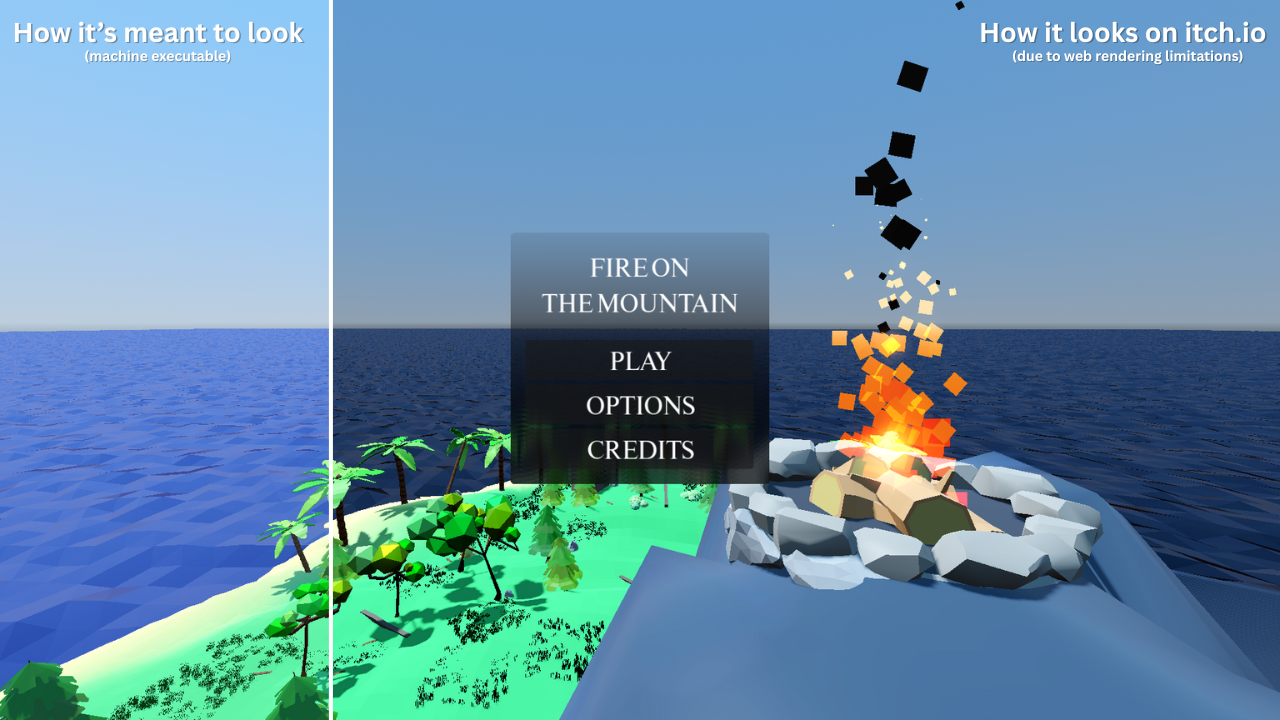 How it's meant to look
(machine executable)
How it looks on itch.io
(due to web rendering limitations)
FIRE ON
THE MOUNTAIN
PLAY
OPTIONS
CREDITS